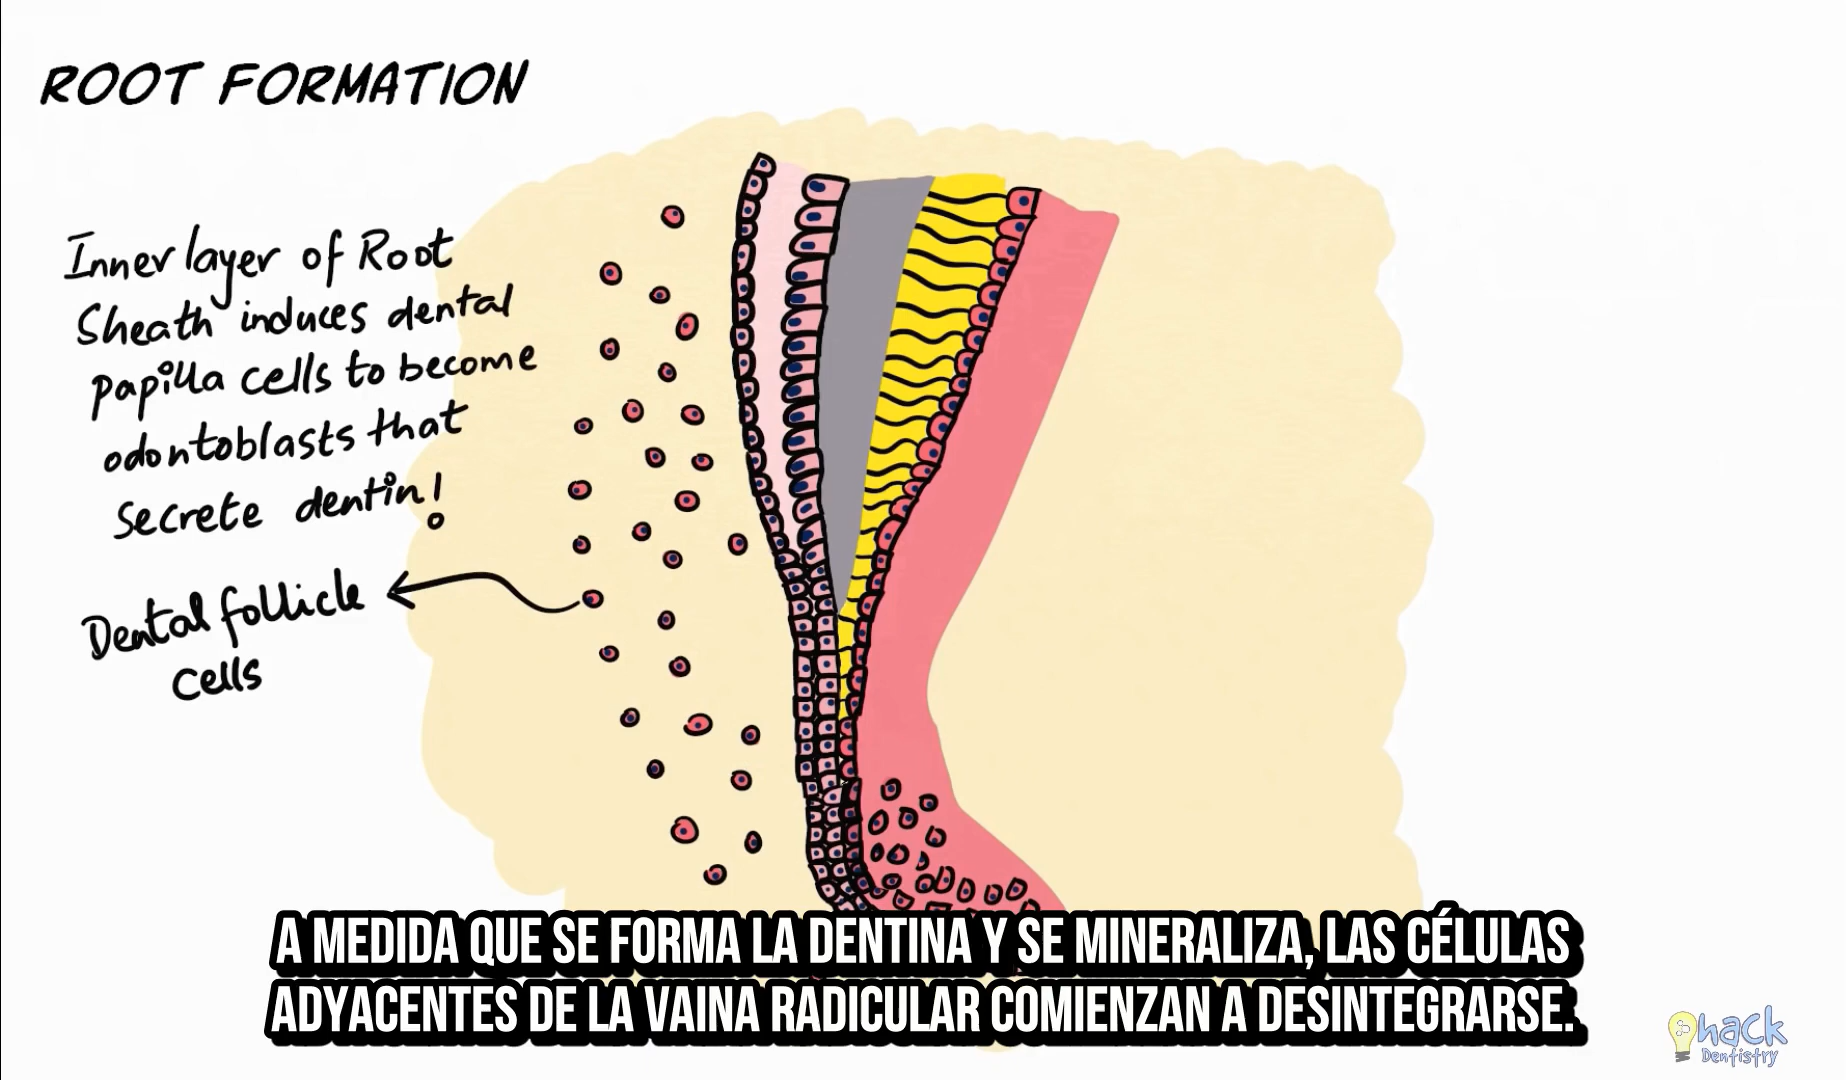 ROOT FORMATION
Inner layer of Root
Sheath induces dental
papilla cells to become
odontoblasts that
Secrete dentin!
Dental follicle
cells
A MEDIDA QUE SE FORMA LA DENTINA Y SE MINERALIZA, LAS CÉLULAS
ADYACENTES DE LA VAINA RADICULAR COMIENZAN A DESINTEGRARSE.
hack
Dentistry